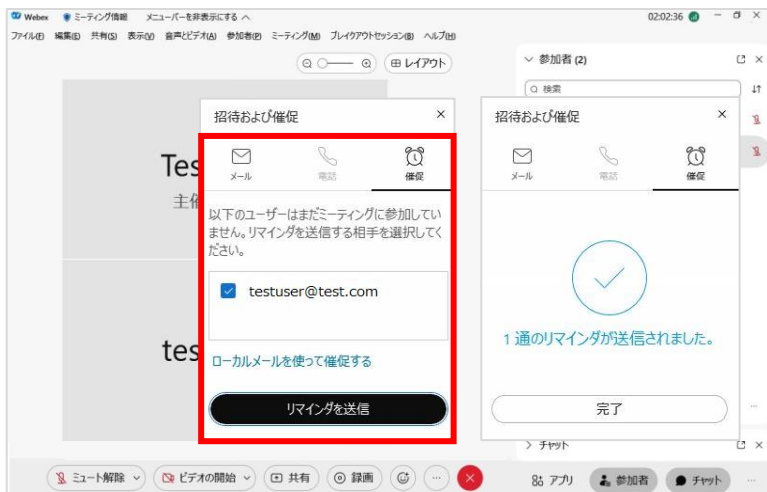 Webex ミーティング情報 メニューバーを非表示にする へ 02:02:36
ファイル(F) 編集(E) 共有(S) 表示(V) 音声とビデオ(A) 参加者(P) ミーティング(M) ブレイクアウトセッション(B) ヘルプ(H)
レイアウト
参加者 (2)
検索
Tes
主催
tes
招待および催促
メール 電話 催促
以下のユーザーはまだミーティングに参加してい
ません。リマインダを送信する相手を選択してく
ださい。
testuser@test.com
ローカルメールを使って催促する
リマインダを送信
招待および催促
メール 電話 催促
1 通のリマインダが送信されました。
完了
チャット
ミュート解除 ビデオの開始 共有 録画 アプリ 参加者 チャット